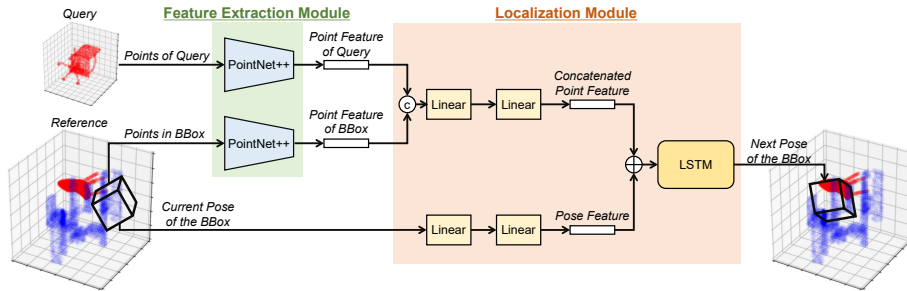 Feature Extraction Module
Localization Module
Query
Points of Query
PointNet++
Point Feature
of Query
Reference
Points in BBox
PointNet++
Point Feature
of BBox
c
Linear
Linear
Concatenated
Point Feature
LSTM
Next Pose
of the BBox
Current Pose
of the BBox
Linear
Linear
Pose Feature